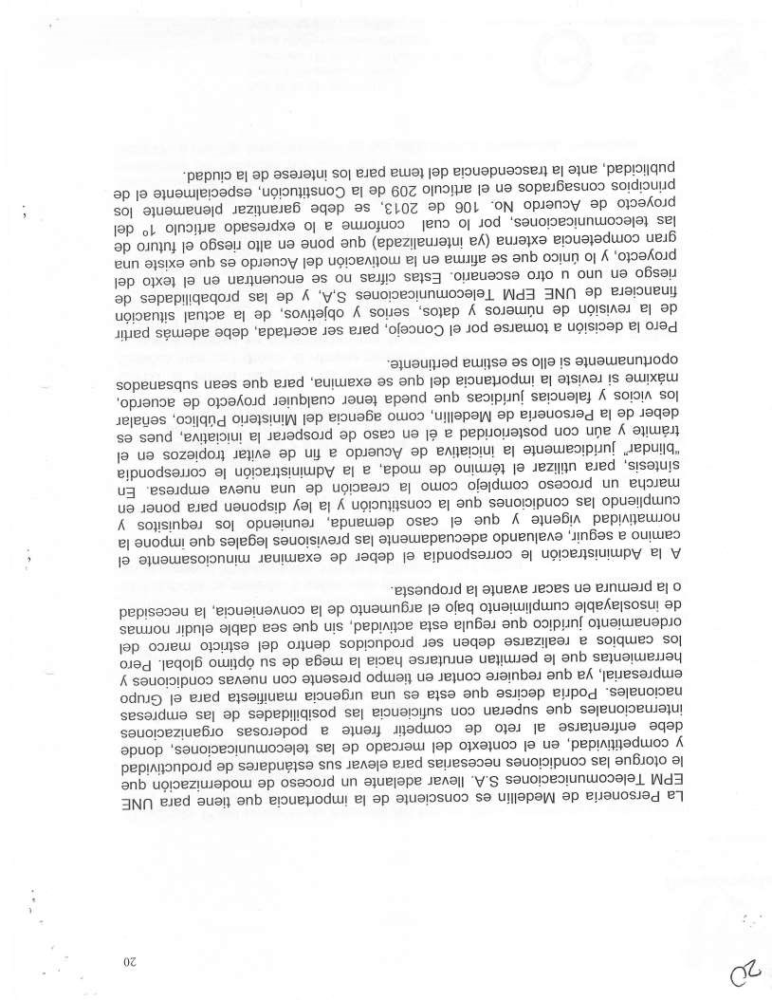 20
20
La Personería de Medellín es consciente de la importancia que tiene para UNE
EPM Telecomunicaciones S.A. llevar adelante un proceso de modernización que
le otorgue las condiciones necesarias para elevar sus estándares de productividad
y competitividad, en el contexto del mercado de las telecomunicaciones, donde
debe enfrentarse al reto de competir frente a poderosas organizaciones
internacionales que superan con suficiencia las posibilidades de las empresas
nacionales. Podría decirse que esta es una urgencia manifiesta para el Grupo
empresarial, ya que requiere contar en tiempo presente con nuevas condiciones y
herramientas que le permitan enrutarse hacia la mega de su óptimo global. Pero
los cambios a realizarse deben ser producidos dentro del estricto marco del
ordenamiento jurídico que regula esta actividad, sin que sea dable eludir normas
de insoslayable cumplimiento bajo el argumento de la conveniencia, la necesidad
o la premura en sacar avante la propuesta.
A la Administración le correspondía el deber de examinar minuciosamente el
camino a seguir, evaluando adecuadamente las previsiones legales que impone la
normatividad vigente y que el caso demanda, reuniendo los requisitos y
cumpliendo las condiciones que la constitución y la ley disponen para poner en
marcha un proceso complejo como la creación de una nueva empresa. En
síntesis, para utilizar el término de moda, a la Administración le correspondía
"blindar" jurídicamente la iniciativa de Acuerdo a fin de evitar tropiezos en el
trámite y aún con posterioridad a él en caso de prosperar la iniciativa, pues es
deber de la Personería de Medellín, como agencia del Ministerio Público, señalar
los vicios y falencias jurídicas que pueda tener cualquier proyecto de acuerdo,
máxime si reviste la importancia del que se examina, para que sean subsanados
oportunamente si ello se estima pertinente.
Pero la decisión a tomarse por el Concejo, para ser acertada, debe además partir
de la revisión de números y datos, serios y objetivos, de la actual situación
financiera de UNE EPM Telecomunicaciones S,A, y de las probabilidades de
riesgo en uno u otro escenario. Estas cifras no se encuentran en el texto del
proyecto, y lo único que se afirma en la motivación del Acuerdo es que existe una
gran competencia externa (ya internalizada) que pone en alto riesgo el futuro de
las telecomunicaciones, por lo cual conforme a lo expresado artículo 1º del
proyecto de Acuerdo No. 106 de 2013, se debe garantizar plenamente los
principios consagrados en el artículo 209 de la Constitución, especialmente el de
publicidad, ante la trascendencia del tema para los interese de la ciudad.